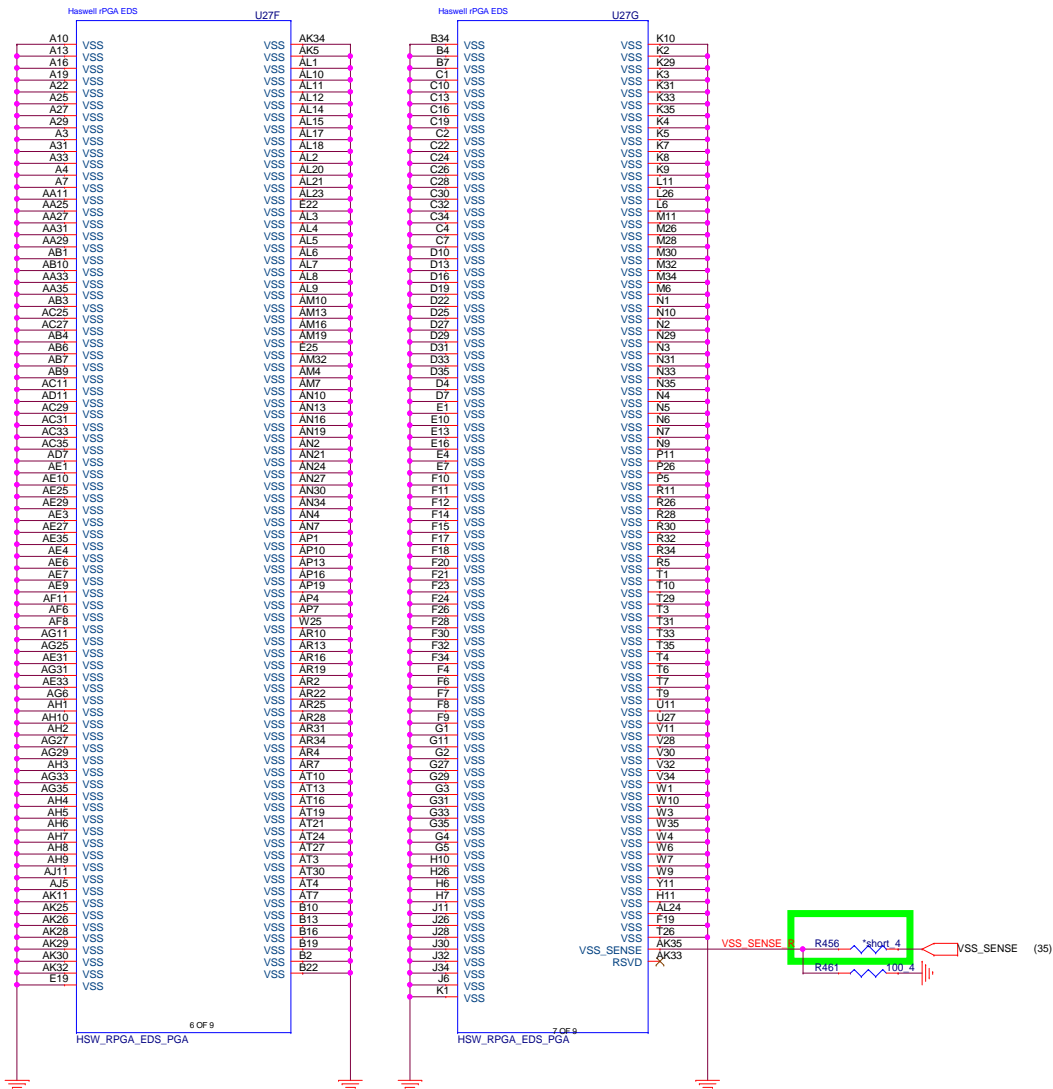 Haswell rPGA EDS
U27F
A10 VSS VSS AK34
A13 VSS VSS AK5
A16 VSS VSS AL1
A19 VSS VSS AL10
A22 VSS VSS AL11
A25 VSS VSS AL12
A27 VSS VSS AL14
A29 VSS VSS AL15
A3 VSS VSS AL17
A31 VSS VSS AL18
A33 VSS VSS AL2
A4 VSS VSS AL20
A7 VSS VSS AL21
AA11 VSS VSS AL23
AA25 VSS VSS E22
AA27 VSS VSS AL3
AA31 VSS VSS AL4
AA29 VSS VSS AL5
AB1 VSS VSS AL6
AB10 VSS VSS AL7
AA33 VSS VSS AL8
AA35 VSS VSS AL9
AB3 VSS VSS AM10
AC25 VSS VSS AM13
AC27 VSS VSS AM16
AB4 VSS VSS AM19
AB6 VSS VSS E25
AB7 VSS VSS AM32
AB9 VSS VSS AM4
AC11 VSS VSS AM7
AD11 VSS VSS AN10
AC29 VSS VSS AN13
AC31 VSS VSS AN16
AC33 VSS VSS AN19
AC35 VSS VSS AN2
AD7 VSS VSS AN21
AE1 VSS VSS AN24
AE10 VSS VSS AN27
AE25 VSS VSS AN30
AE29 VSS VSS AN34
AE3 VSS VSS AN4
AE27 VSS VSS AN7
AE35 VSS VSS AP1
AE4 VSS VSS AP10
AE6 VSS VSS AP13
AE7 VSS VSS AP16
AE9 VSS VSS AP19
AF11 VSS VSS AP4
AF6 VSS VSS AP7
AF8 VSS VSS W25
AG11 VSS VSS AR10
AG25 VSS VSS AR13
AE31 VSS VSS AR16
AG31 VSS VSS AR19
AE33 VSS VSS AR2
AG6 VSS VSS AR22
AH1 VSS VSS AR25
AH10 VSS VSS AR28
AH2 VSS VSS AR31
AG27 VSS VSS AR34
AG29 VSS VSS AR4
AH3 VSS VSS AR7
AG33 VSS VSS AT10
AG35 VSS VSS AT13
AH4 VSS VSS AT16
AH5 VSS VSS AT19
AH6 VSS VSS AT21
AH7 VSS VSS AT24
AH8 VSS VSS AT27
AH9 VSS VSS AT3
AJ11 VSS VSS AT30
AJ5 VSS VSS AT4
AK11 VSS VSS AT7
AK25 VSS VSS B10
AK26 VSS VSS B13
AK28 VSS VSS B16
AK29 VSS VSS B19
AK30 VSS VSS B2
AK32 VSS VSS B22
E19 VSS
6 OF 9
HSW_RPGA_EDS_PGA
Haswell rPGA EDS
U27G
B34 VSS VSS K10
B4 VSS VSS K2
B7 VSS VSS K29
C1 VSS VSS K3
C10 VSS VSS K31
C13 VSS VSS K33
C16 VSS VSS K35
C19 VSS VSS K4
C2 VSS VSS K5
C22 VSS VSS K7
C24 VSS VSS K8
C26 VSS VSS K9
C28 VSS VSS L11
C30 VSS VSS L26
C32 VSS VSS L6
C34 VSS VSS M11
C4 VSS VSS M26
C7 VSS VSS M28
D10 VSS VSS M30
D13 VSS VSS M32
D16 VSS VSS M34
D19 VSS VSS M6
D22 VSS VSS N1
D25 VSS VSS N10
D27 VSS VSS N2
D29 VSS VSS N29
D31 VSS VSS N3
D33 VSS VSS N31
D35 VSS VSS N33
D4 VSS VSS N35
D7 VSS VSS N4
E1 VSS VSS N5
E10 VSS VSS N6
E13 VSS VSS N7
E16 VSS VSS N9
E4 VSS VSS P11
E7 VSS VSS P26
F10 VSS VSS P5
F11 VSS VSS R11
F12 VSS VSS R26
F14 VSS VSS R28
F15 VSS VSS R30
F17 VSS VSS R32
F18 VSS VSS R34
F20 VSS VSS R5
F21 VSS VSS T1
F23 VSS VSS T10
F24 VSS VSS T29
F26 VSS VSS T3
F28 VSS VSS T31
F30 VSS VSS T33
F32 VSS VSS T35
F34 VSS VSS T4
F4 VSS VSS T6
F6 VSS VSS T7
F7 VSS VSS T9
F8 VSS VSS U11
F9 VSS VSS U27
G1 VSS VSS V11
G11 VSS VSS V28
G2 VSS VSS V30
G27 VSS VSS V32
G29 VSS VSS V34
G3 VSS VSS W1
G31 VSS VSS W10
G33 VSS VSS W3
G35 VSS VSS W35
G4 VSS VSS W4
G5 VSS VSS W6
H10 VSS VSS W7
H26 VSS VSS W9
H6 VSS VSS Y11
H7 VSS VSS H11
J11 VSS VSS AL24
J26 VSS VSS F19
J28 VSS VSS T26
J30 VSS VSS_SENSE AK35 VSS_SENSE_R R456 *short_4 VSS_SENSE (35)
J32 VSS RSVD AK33
J34 VSS R461 100_4
J6 VSS
K1 VSS
7 OF 9
HSW_RPGA_EDS_PGA